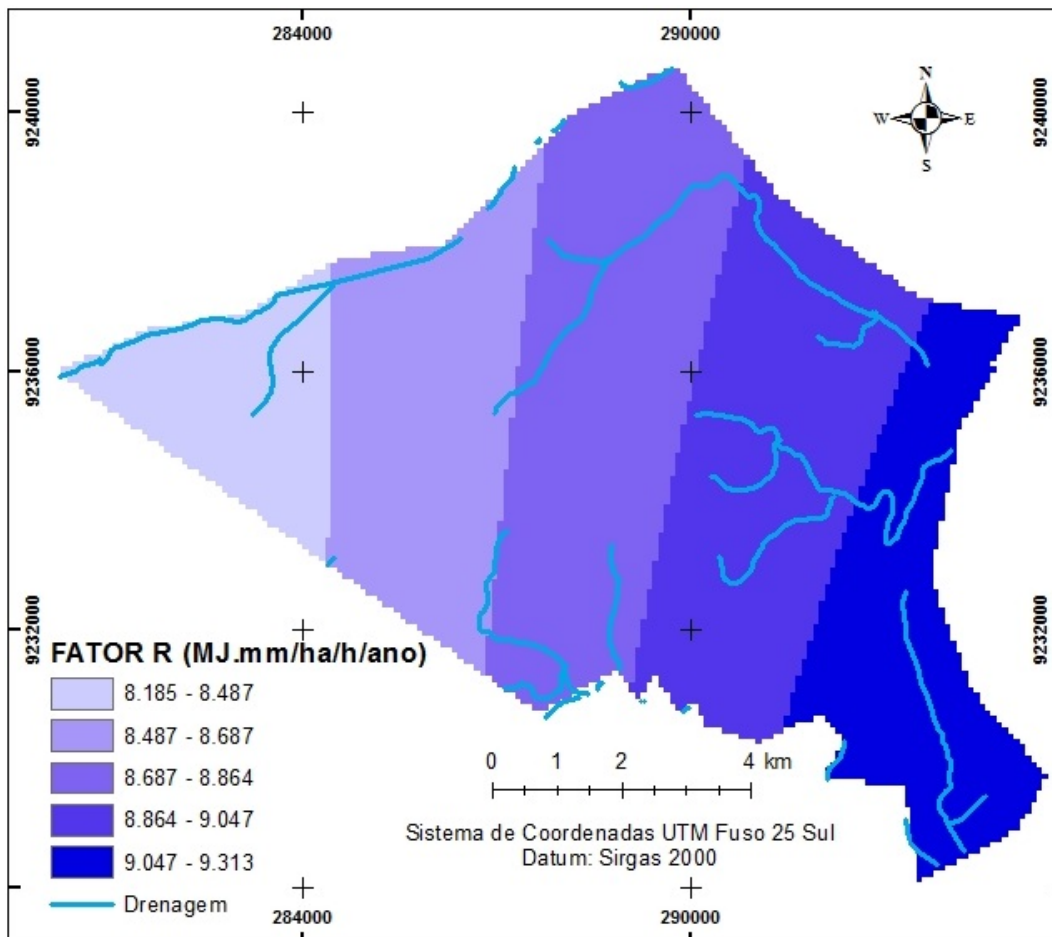 284000
290000
N
W
E
S
9240000
9240000
9236000
9236000
9232000
9232000
FATOR R (MJ.mm/ha/h/ano)
8.185 - 8.487
8.487 - 8.687
8.687 - 8.864
8.864 - 9.047
9.047 - 9.313
Drenagem
0 1 2 4 km
Sistema de Coordenadas UTM Fuso 25 Sul
Datum: Sirgas 2000
284000
290000